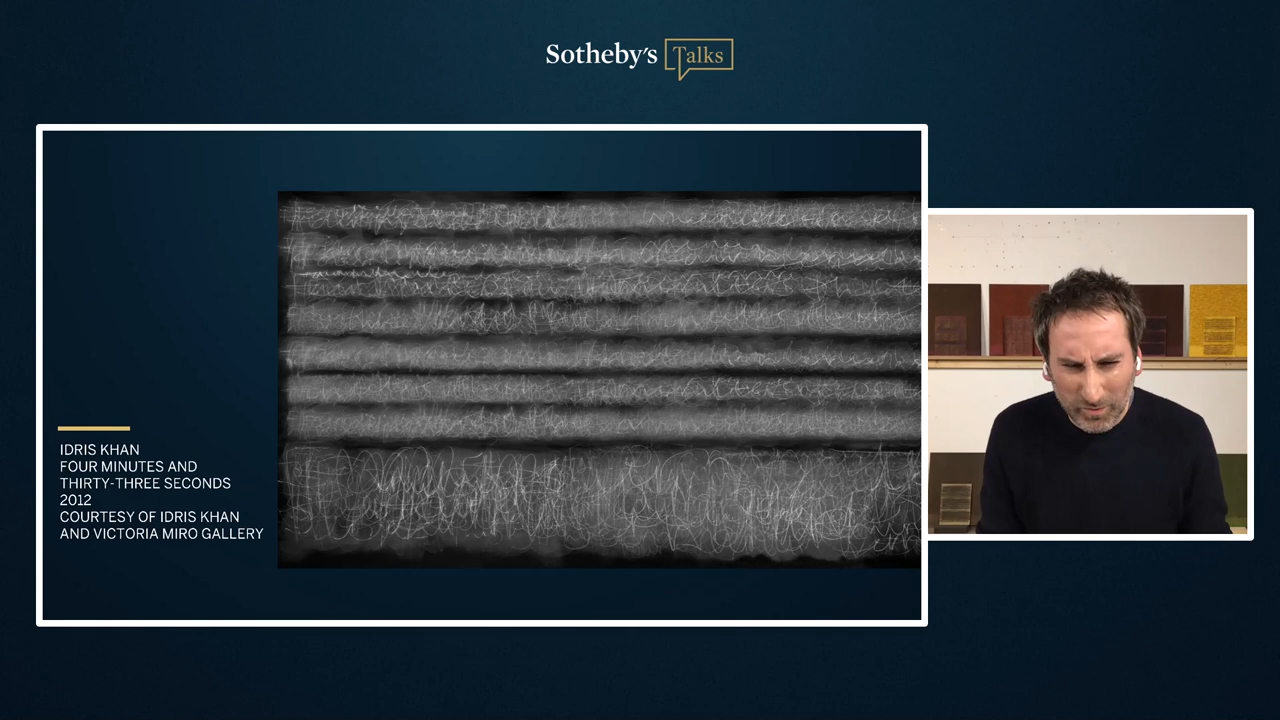 Sotheby's Talks
IDRIS KHAN
FOUR MINUTES AND
THIRTY-THREE SECONDS
2012
COURTESY OF IDRIS KHAN
AND VICTORIA MIRO GALLERY